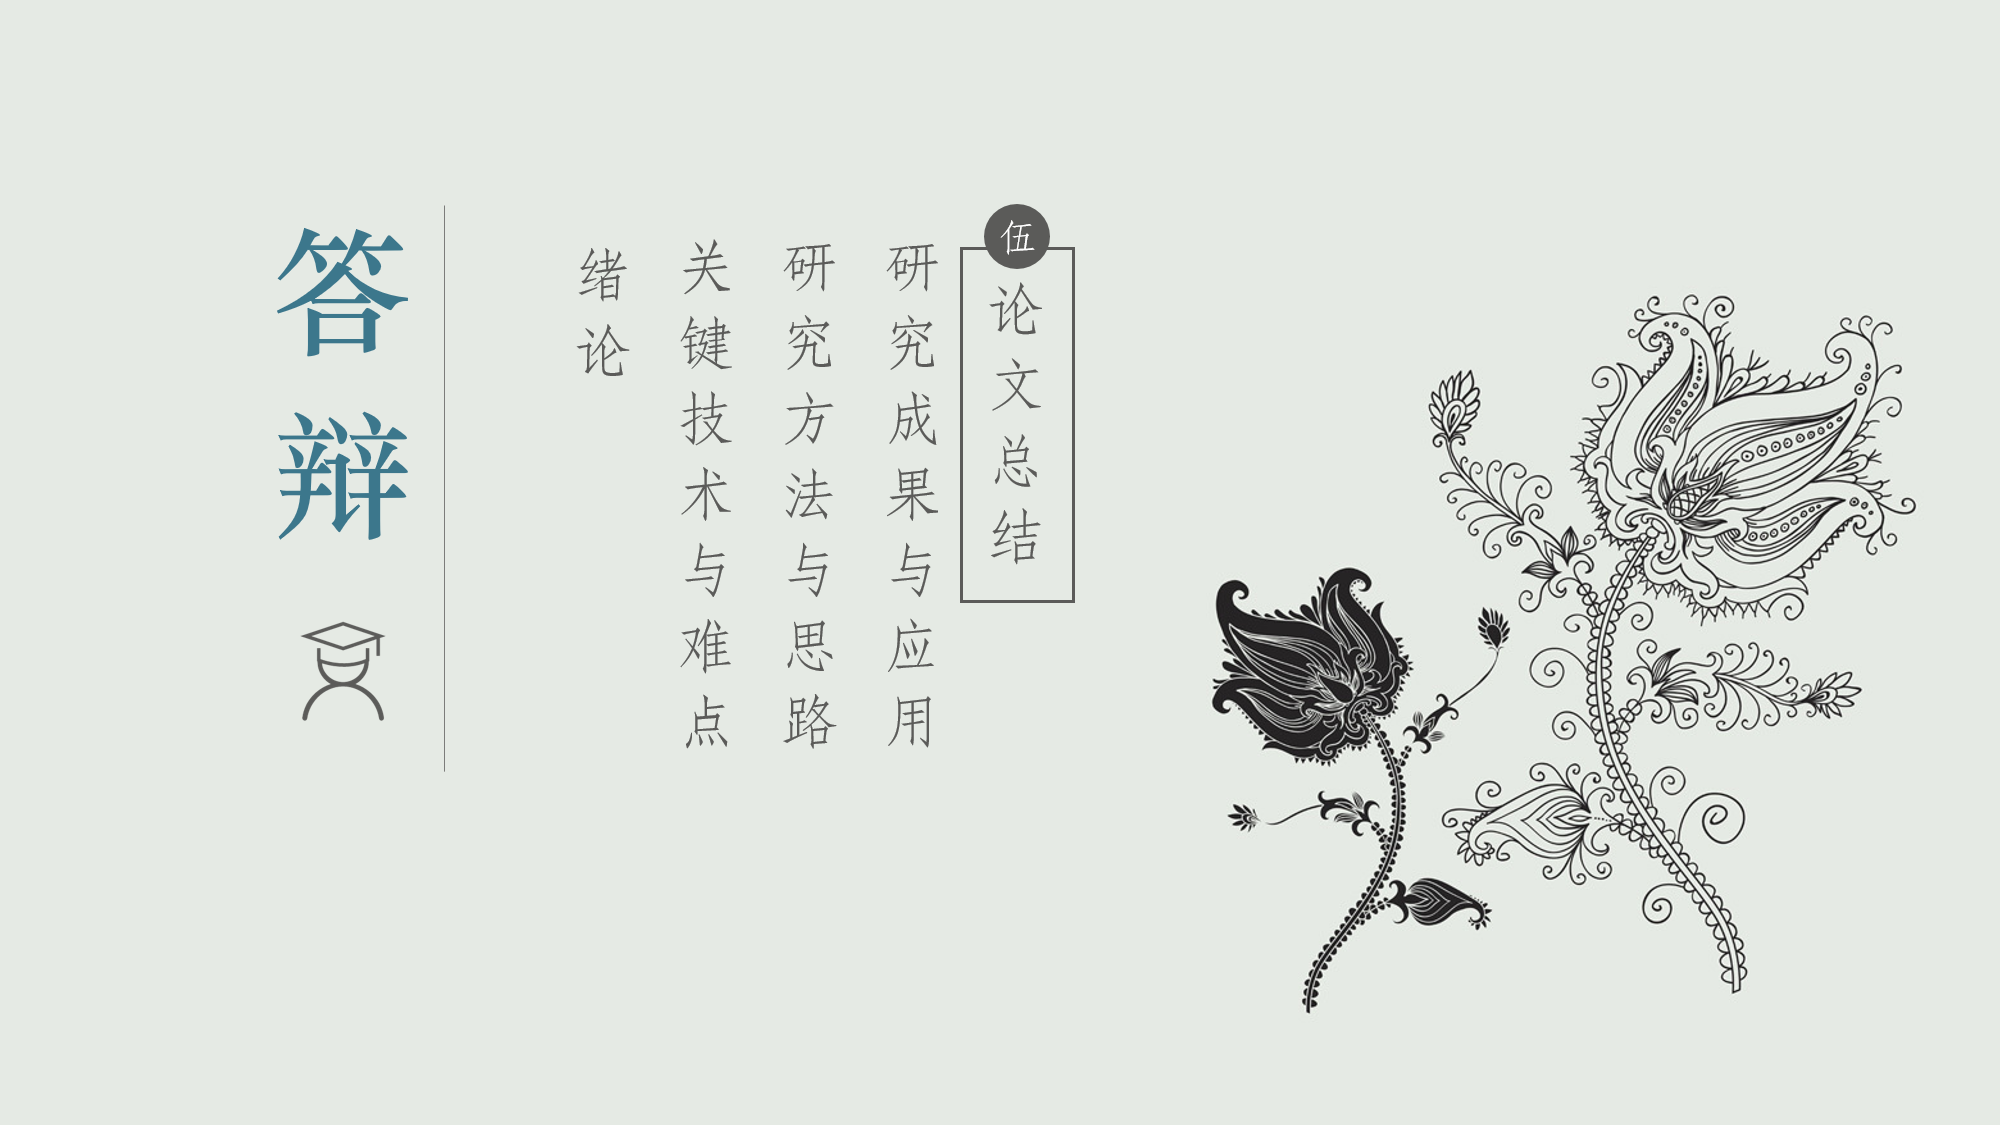 答辩
绪论
关键技术与难点
研究方法与思路
研究成果与应用
伍
论文总结